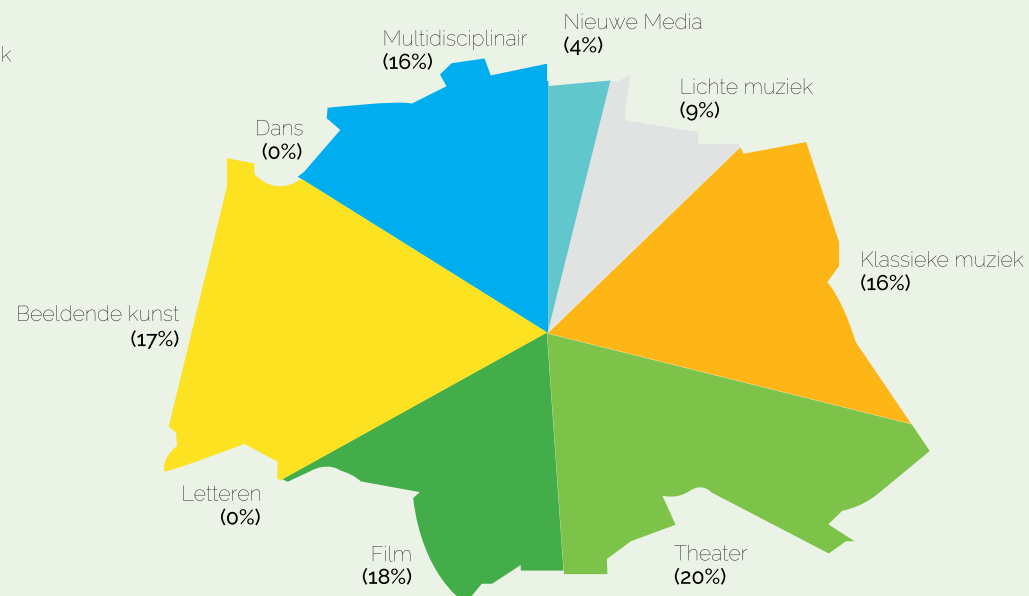 k
Multidisciplinair
(16%)
Nieuwe Media
(4%)
Lichte muziek
(9%)
Dans
(0%)
Klassieke muziek
(16%)
Beeldende kunst
(17%)
Letteren
(0%)
Film
(18%)
Theater
(20%)